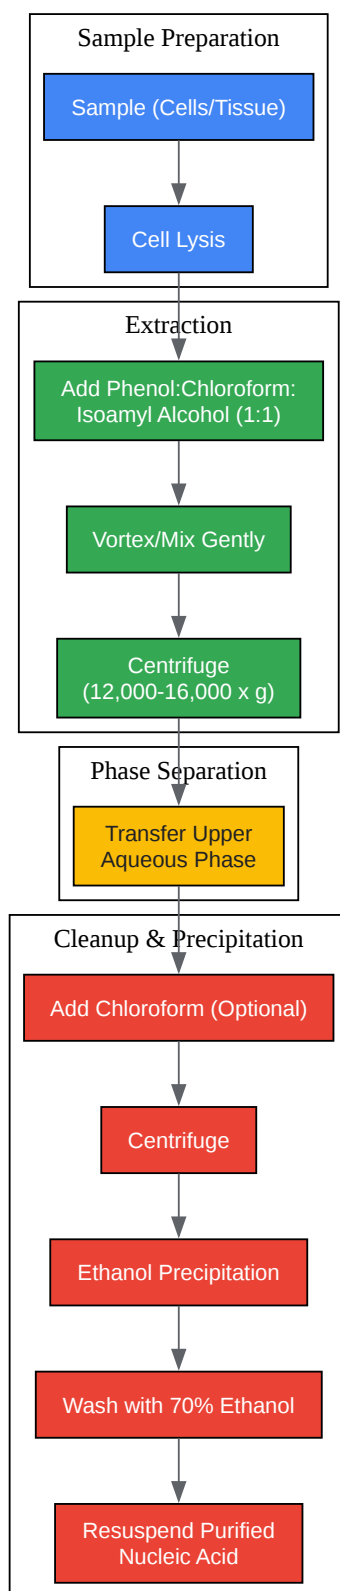 Sample Preparation
Sample (Cells/Tissue)
Cell Lysis
Extraction
Add Phenol:Chloroform:
Isoamyl Alcohol (1:1)
Vortex/Mix Gently
Centrifuge
(12,000-16,000 x g)
Phase Separation
Transfer Upper
Aqueous Phase
Cleanup & Precipitation
Add Chloroform (Optional)
Centrifuge
Ethanol Precipitation
Wash with 70% Ethanol
Resuspend Purified
Nucleic Acid